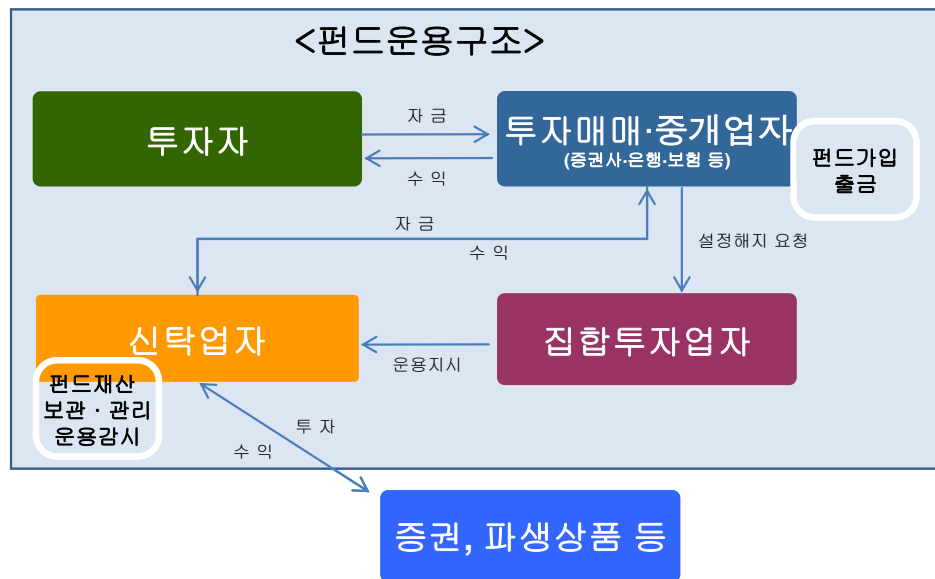 <펀드운용구조>
투자자
자 금
수 익
투자매매·중개업자
(증권사·은행·보험 등)
펀드가입
출금
자 금
수 익
설정해지 요청
신탁업자
펀드재산
보관·관리
운용감시
운용지시
집합투자업자
투 자
수 익
증권, 파생상품 등